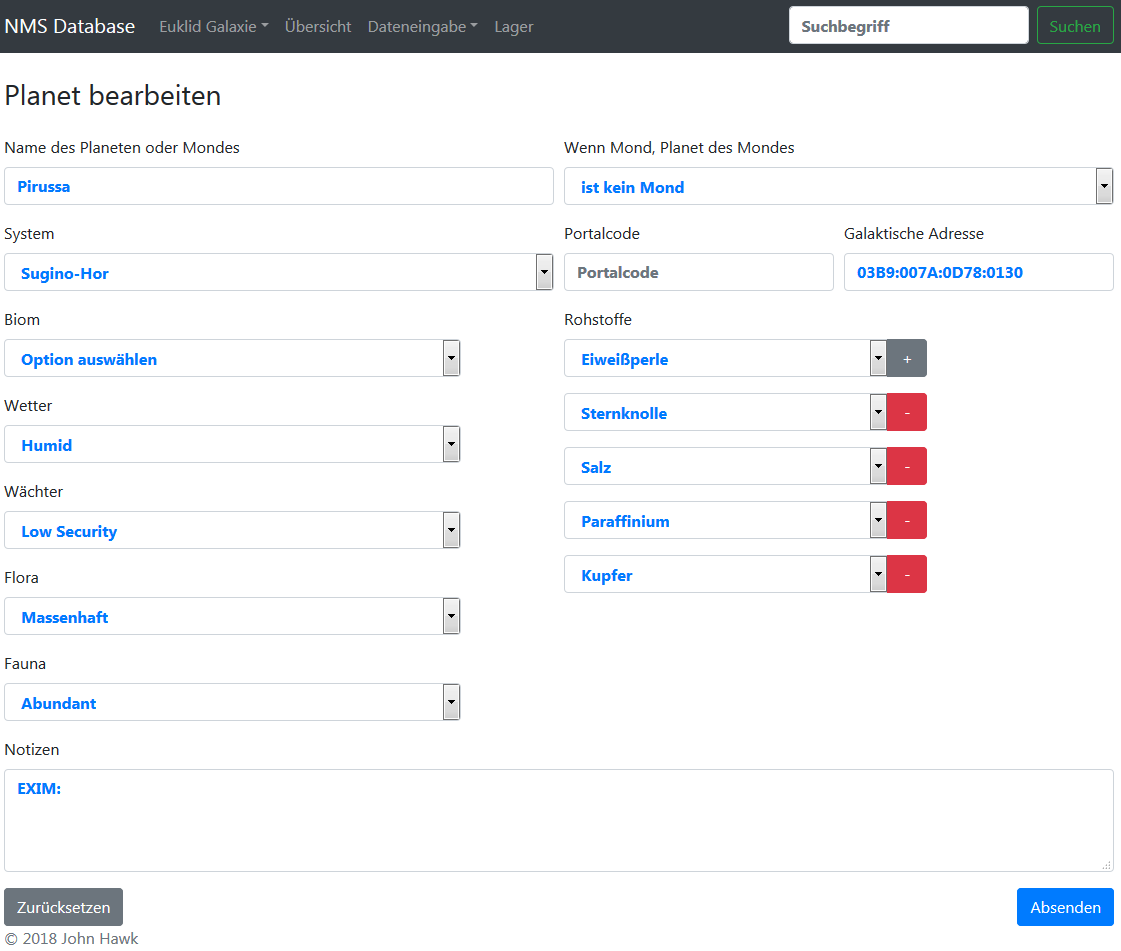 NMS Database Euklid Galaxie Übersicht Dateneingabe Lager Suchbegriff Suchen
Planet bearbeiten
Name des Planeten oder Mondes Wenn Mond, Planet des Mondes
Pirussa ist kein Mond
System Portalcode Galaktische Adresse
Sugino-Hor Portalcode 03B9:007A:0D78:0130
Biom Rohstoffe
Option auswählen Eiweißperle +
Wetter
Sternknolle -
Humid
Salz -
Wächter
Low Security Paraffinium -
Flora
Kupfer -
Massenhaft
Fauna
Abundant
Notizen
EXIM:
Zurücksetzen Absenden
© 2018 John Hawk